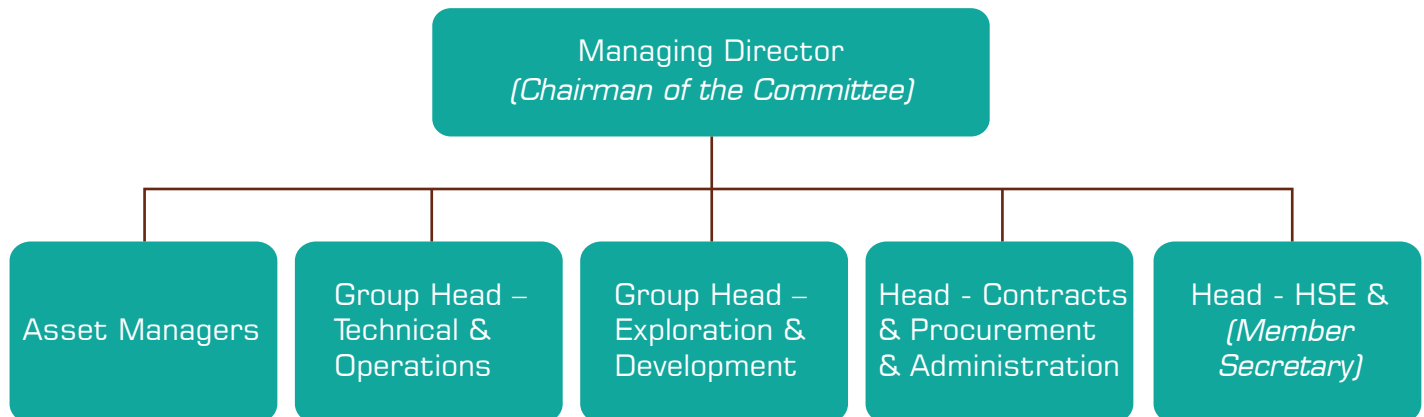 Managing Director
(Chairman of the Committee)
Asset Managers
Group Head –
Technical &
Operations
Group Head –
Exploration &
Development
Head - Contracts
& Procurement
& Administration
Head - HSE &
(Member
Secretary)